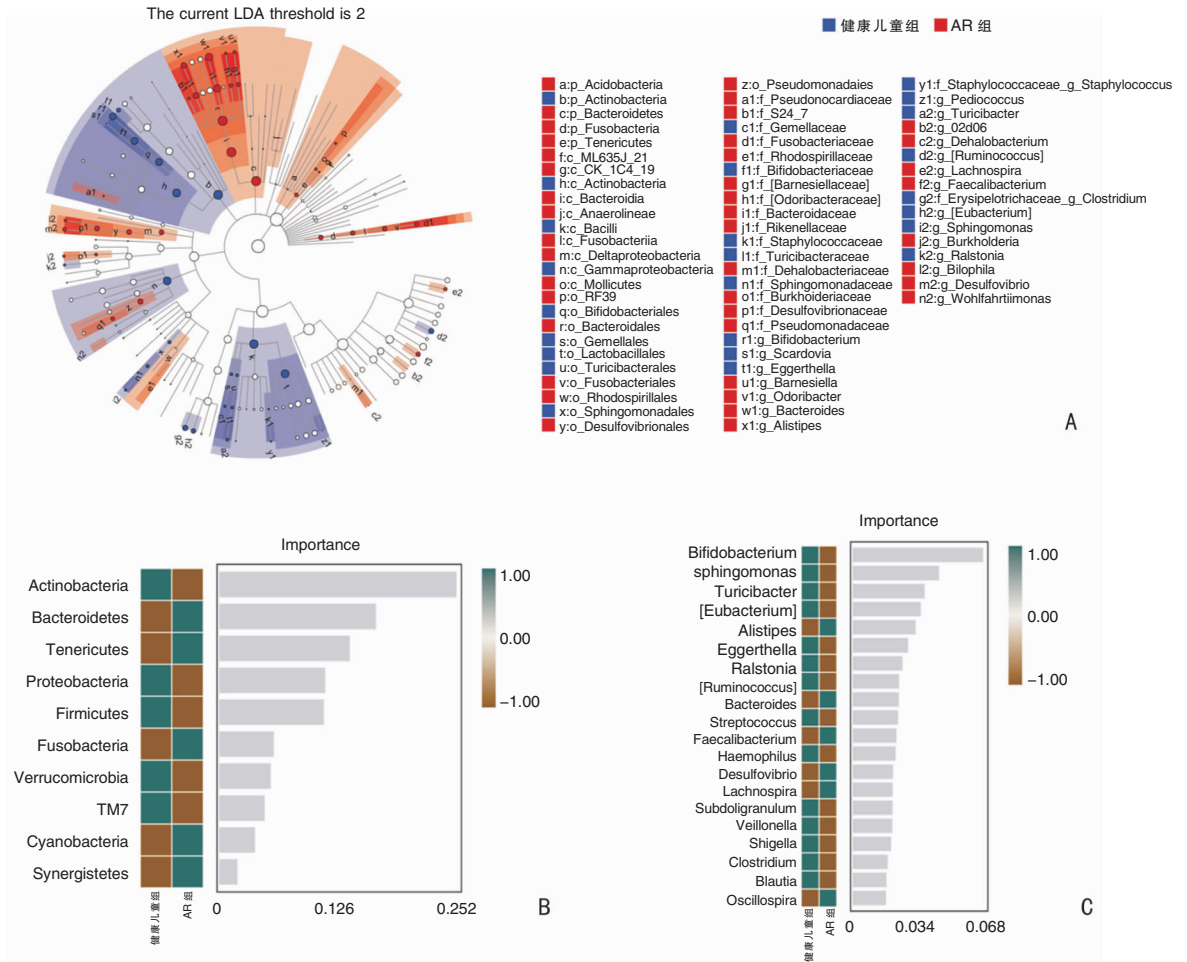 The current LDA threshold is 2
健康儿童组 AR 组
a:p_Acidobacteria
b:p_Actinobacteria
c:p_Bacteroidetes
d:p_Fusobacteria
e:p_Tenericutes
f:c_ML635J_21
g:c_CK_1C4_19
h:c_Actinobacteria
i:c_Bacteroidia
j:c_Anaerolineae
k:c_Bacilli
l:c_Fusobacteriia
m:c_Deltaproteobacteria
n:c_Gammaproteobacteria
o:c_Mollicutes
p:o_RF39
q:o_Bifidobacteriales
r:o_Bacteroidales
s:o_Gemellales
t:o_Lactobacillales
u:o_Turicibacterales
v:o_Fusobacteriales
w:o_Rhodospirillales
x:o_Sphingomonadales
y:o_Desulfovibrionales
z:o_Pseudomonadaies
a1:f_Pseudonocardiaceae
b1:f_S24_7
c1:f_Gemellaceae
d1:f_Fusobacteriaceae
e1:f_Rhodospirillaceae
f1:f_Bifidobacteriaceae
g1:f_[Barnesiellaceae]
h1:f_[Odoribacteraceae]
i1:f_Bacteroidaceae
j1:f_Rikenellaceae
k1:f_Staphylococcaceae
l1:f_Turicibacteraceae
m1:f_Dehalobacteriaceae
n1:f_Sphingomonadaceae
o1:f_Burkhoideriaceae
p1:f_Desulfovibrionaceae
q1:f_Pseudomonadaceae
r1:g_Bifidobacterium
s1:g_Scardovia
t1:g_Eggerthella
u1:g_Barnesiella
v1:g_Odoribacter
w1:g_Bacteroides
x1:g_Alistipes
y1:f_Staphylococcaceae_g_Staphylococcus
z1:g_Pediococcus
a2:g_Turicibacter
b2:g_02d06
c2:g_Dehalobacterium
d2:g_[Ruminococcus]
e2:g_Lachnospira
f2:g_Faecalibacterium
g2:f_Erysipelotrichaceae_g_Clostridium
h2:g_[Eubacterium]
i2:g_Sphingomonas
j2:g_Burkholderia
k2:g_Ralstonia
l2:g_Bilophila
m2:g_Desulfovibrio
n2:g_Wohlfahrtiimonas
A
Importance
Actinobacteria
Bacteroidetes
Tenericutes
Proteobacteria
Firmicutes
Fusobacteria
Verrucomicrobia
TM7
Cyanobacteria
Synergistetes
健康儿童组
AR 组
0 0.126 0.252
1.00
0.00
−1.00
B
Importance
Bifidobacterium
sphingomonas
Turicibacter
[Eubacterium]
Alistipes
Eggerthella
Ralstonia
[Ruminococcus]
Bacteroides
Streptococcus
Faecalibacterium
Haemophilus
Desulfovibrio
Lachnospira
Subdoligranulum
Veillonella
Shigella
Clostridium
Blautia
Oscillospira
健康儿童组
AR 组
0 0.034 0.068
1.00
0.00
−1.00
C